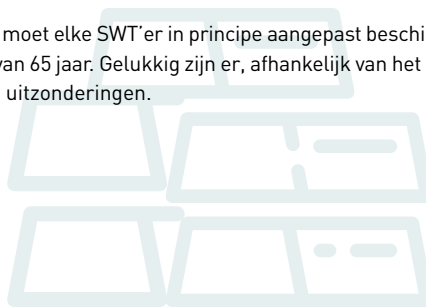 moet elke SWT'er in principe aangepast beschi
van 65 jaar. Gelukkig zijn er, afhankelijk van het
uitzonderingen.